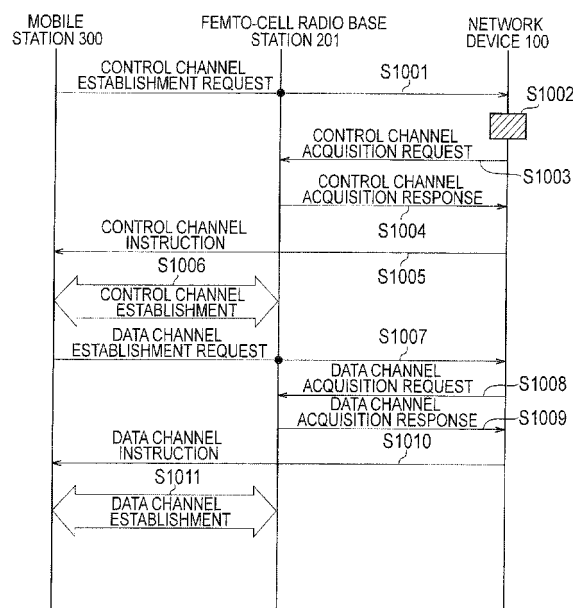 MOBILE
STATION 300
FEMTO-CELL RADIO BASE
STATION 201
NETWORK
DEVICE 100
CONTROL CHANNEL
ESTABLISHMENT REQUEST
S1001
S1002
CONTROL CHANNEL
ACQUISITION REQUEST
S1003
CONTROL CHANNEL
ACQUISITION RESPONSE
S1004
CONTROL CHANNEL
INSTRUCTION
S1005
S1006
CONTROL CHANNEL
ESTABLISHMENT
DATA CHANNEL
ESTABLISHMENT REQUEST
S1007
DATA CHANNEL
ACQUISITION REQUEST
S1008
DATA CHANNEL
ACQUISITION RESPONSE
S1009
DATA CHANNEL
INSTRUCTION
S1010
S1011
DATA CHANNEL
ESTABLISHMENT